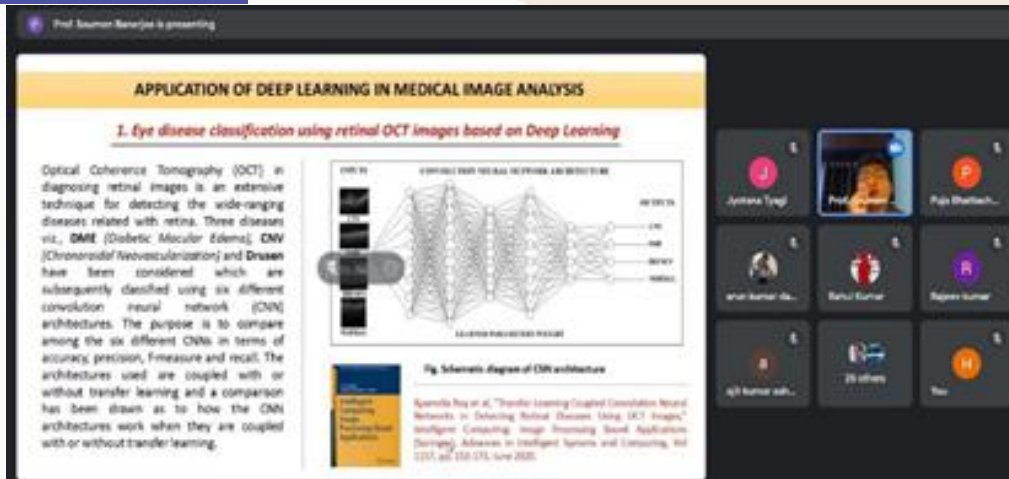 Prof. Soumen Banerjee is presenting
APPLICATION OF DEEP LEARNING IN MEDICAL IMAGE ANALYSIS
1. Eye disease classification using retinal OCT images based on Deep Learning
Optical Coherence Tomography (OCT) in
diagnosing retinal images is an extensive
technique for detecting the wide-ranging
diseases related with retina. Three diseases
viz., DME (Diabetic Macular Edema), CNV
(Chronoroidal Neovascularization) and Drusen
have been considered which are
subsequently classified using six different
convolution neural network (CNN)
architectures. The purpose is to compare
among the six different CNNs in terms of
accuracy, precision, F-measure and recall. The
architectures used are coupled with or
without transfer learning and a comparison
has been drawn as to how the CNN
architectures work when they are coupled
with or without transfer learning.
INPUTS
CONVOLUTION NEURAL NETWORK ARCHITECTURE
OUTPUTS
CNV
DME
DRUSEN
NORMAL
LEARNED PARAMETERS/WEIGHT
Fig. Schematic diagram of CNN architecture
Intelligent
Computing:
Image
Processing Based
Applications
Roy et al, "Transfer Learning Coupled Convolution Neural
Networks in Detecting Retinal Diseases Using OCT Images,"
Intelligent Computing: Image Processing Based Applications
(Springer), Advances in Intelligent Systems and Computing, Vol
1157, pp. 153-173, June 2020.
J
Jyotsna Tyagi
P
Puja Bhattach...
arun kumar da...
Rahul Kumar
R
Rajeev kumar
a
ajit kumar sah...
26 others
H
You